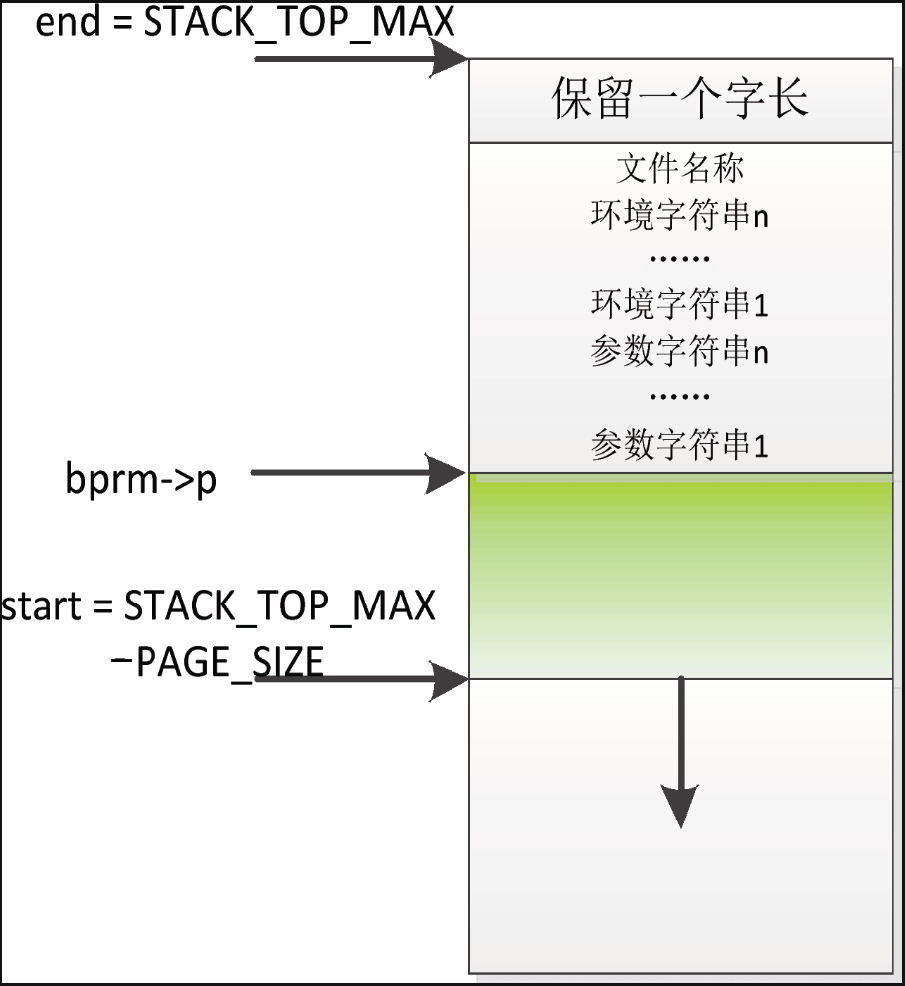 end = STACK_TOP_MAX
保留一个字长
文件名称
环境字符串n
……
环境字符串1
参数字符串n
……
参数字符串1
bprm->p
start = STACK_TOP_MAX
−PAGE_SIZE